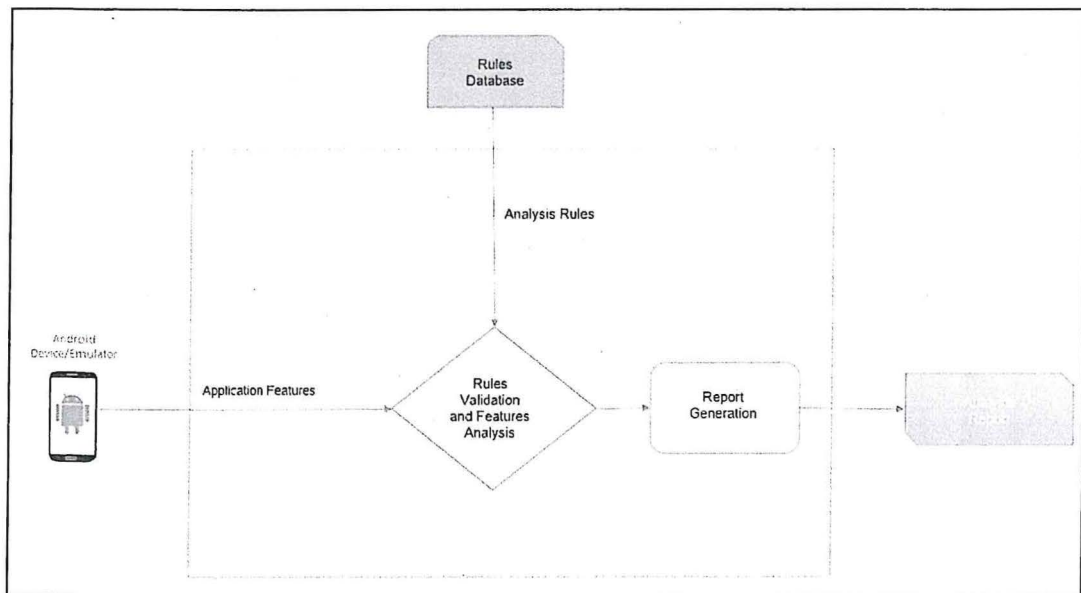 Rules
Database
Analysis Rules
Android
Device/Emulator
Application Features
Rules
Validation
and Features
Analysis
Report
Generation